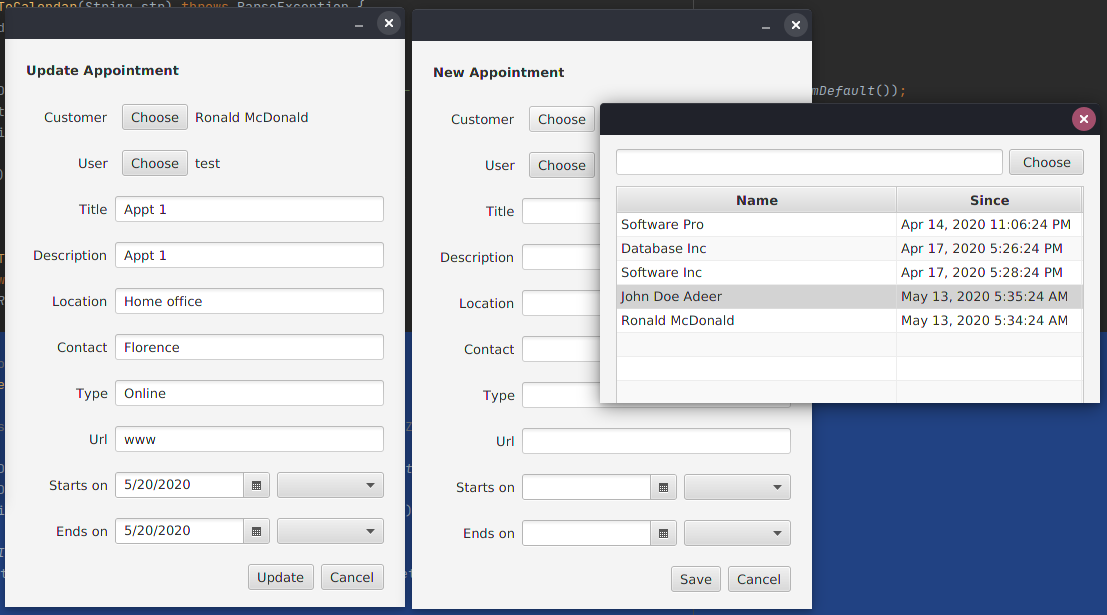 ToCalendar(String str) throws ParseException {
Update Appointment
Customer Choose Ronald McDonald
User Choose test
Title Appt 1
Description Appt 1
Location Home office
Contact Florence
Type Online
Url www
Starts on 5/20/2020
Ends on 5/20/2020
Update Cancel
New Appointment
mDefault());
Customer Choose
User Choose
Title
Description
Location
Contact
Type
Url
Starts on
Ends on
Save Cancel
Choose
Name Since
Software Pro Apr 14, 2020 11:06:24 PM
Database Inc Apr 17, 2020 5:26:24 PM
Software Inc Apr 17, 2020 5:28:24 PM
John Doe Adeer May 13, 2020 5:35:24 AM
Ronald McDonald May 13, 2020 5:34:24 AM